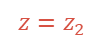 z = z₂